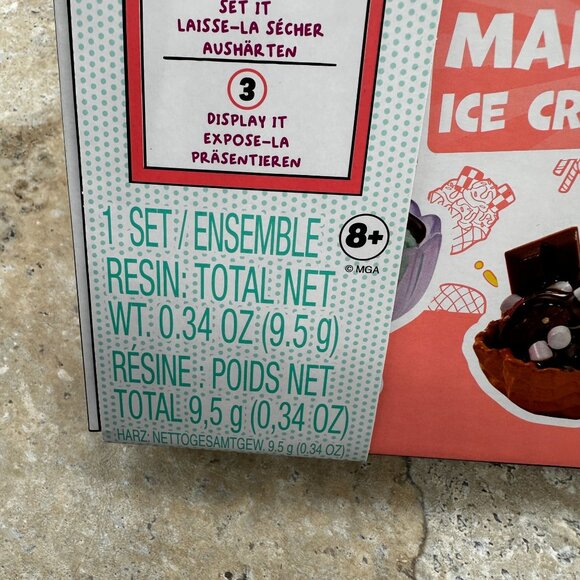 SET IT
LAISSE-LA SÉCHER
AUSHÄRTEN
3
DISPLAY IT
EXPOSE-LA
PRÄSENTIEREN
ICE
1 SET / ENSEMBLE
8+
© MGA
RESIN: TOTAL NET
WT. 0.34 OZ (9.5 g)
RÉSINE : POIDS NET
TOTAL 9,5 g (0,34 OZ)
HARZ: NETTOGESAMTGEW. 9.5 g (0.34 OZ)